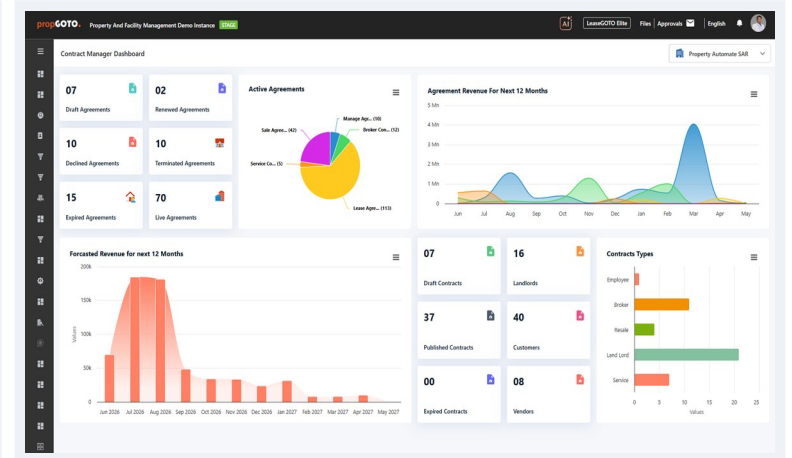 propGOTO. Property And Facility Management Demo Instance STAGE
AI LeaseGOTO Elite Files Approvals English
Contract Manager Dashboard
Property Automate SAR
07
Draft Agreements
02
Renewed Agreements
10
Declined Agreements
10
Terminated Agreements
15
Expired Agreements
70
Live Agreements
Active Agreements
Manage Agr... (10)
Sale Agree... (42)
Broker Con... (12)
Service Co... (5)
Lease Agre... (113)
Agreement Revenue For Next 12 Months
5 Mn
4 Mn
3 Mn
2 Mn
1 Mn
0
Jun Jul Aug Sep Oct Nov Dec Jan Feb Mar Apr May
Forcasted Revenue for next 12 Months
200k
150k
100k
50k
0
Values
Jun 2026 Jul 2026 Aug 2026 Sep 2026 Oct 2026 Nov 2026 Dec 2026 Jan 2027 Feb 2027 Mar 2027 Apr 2027 May 2027
07
Draft Contracts
16
Landlords
37
Published Contracts
40
Customers
00
Expired Contracts
08
Vendors
Contracts Types
Employee
Broker
Resale
Land Lord
Service
0 5 10 15 20 25
Values